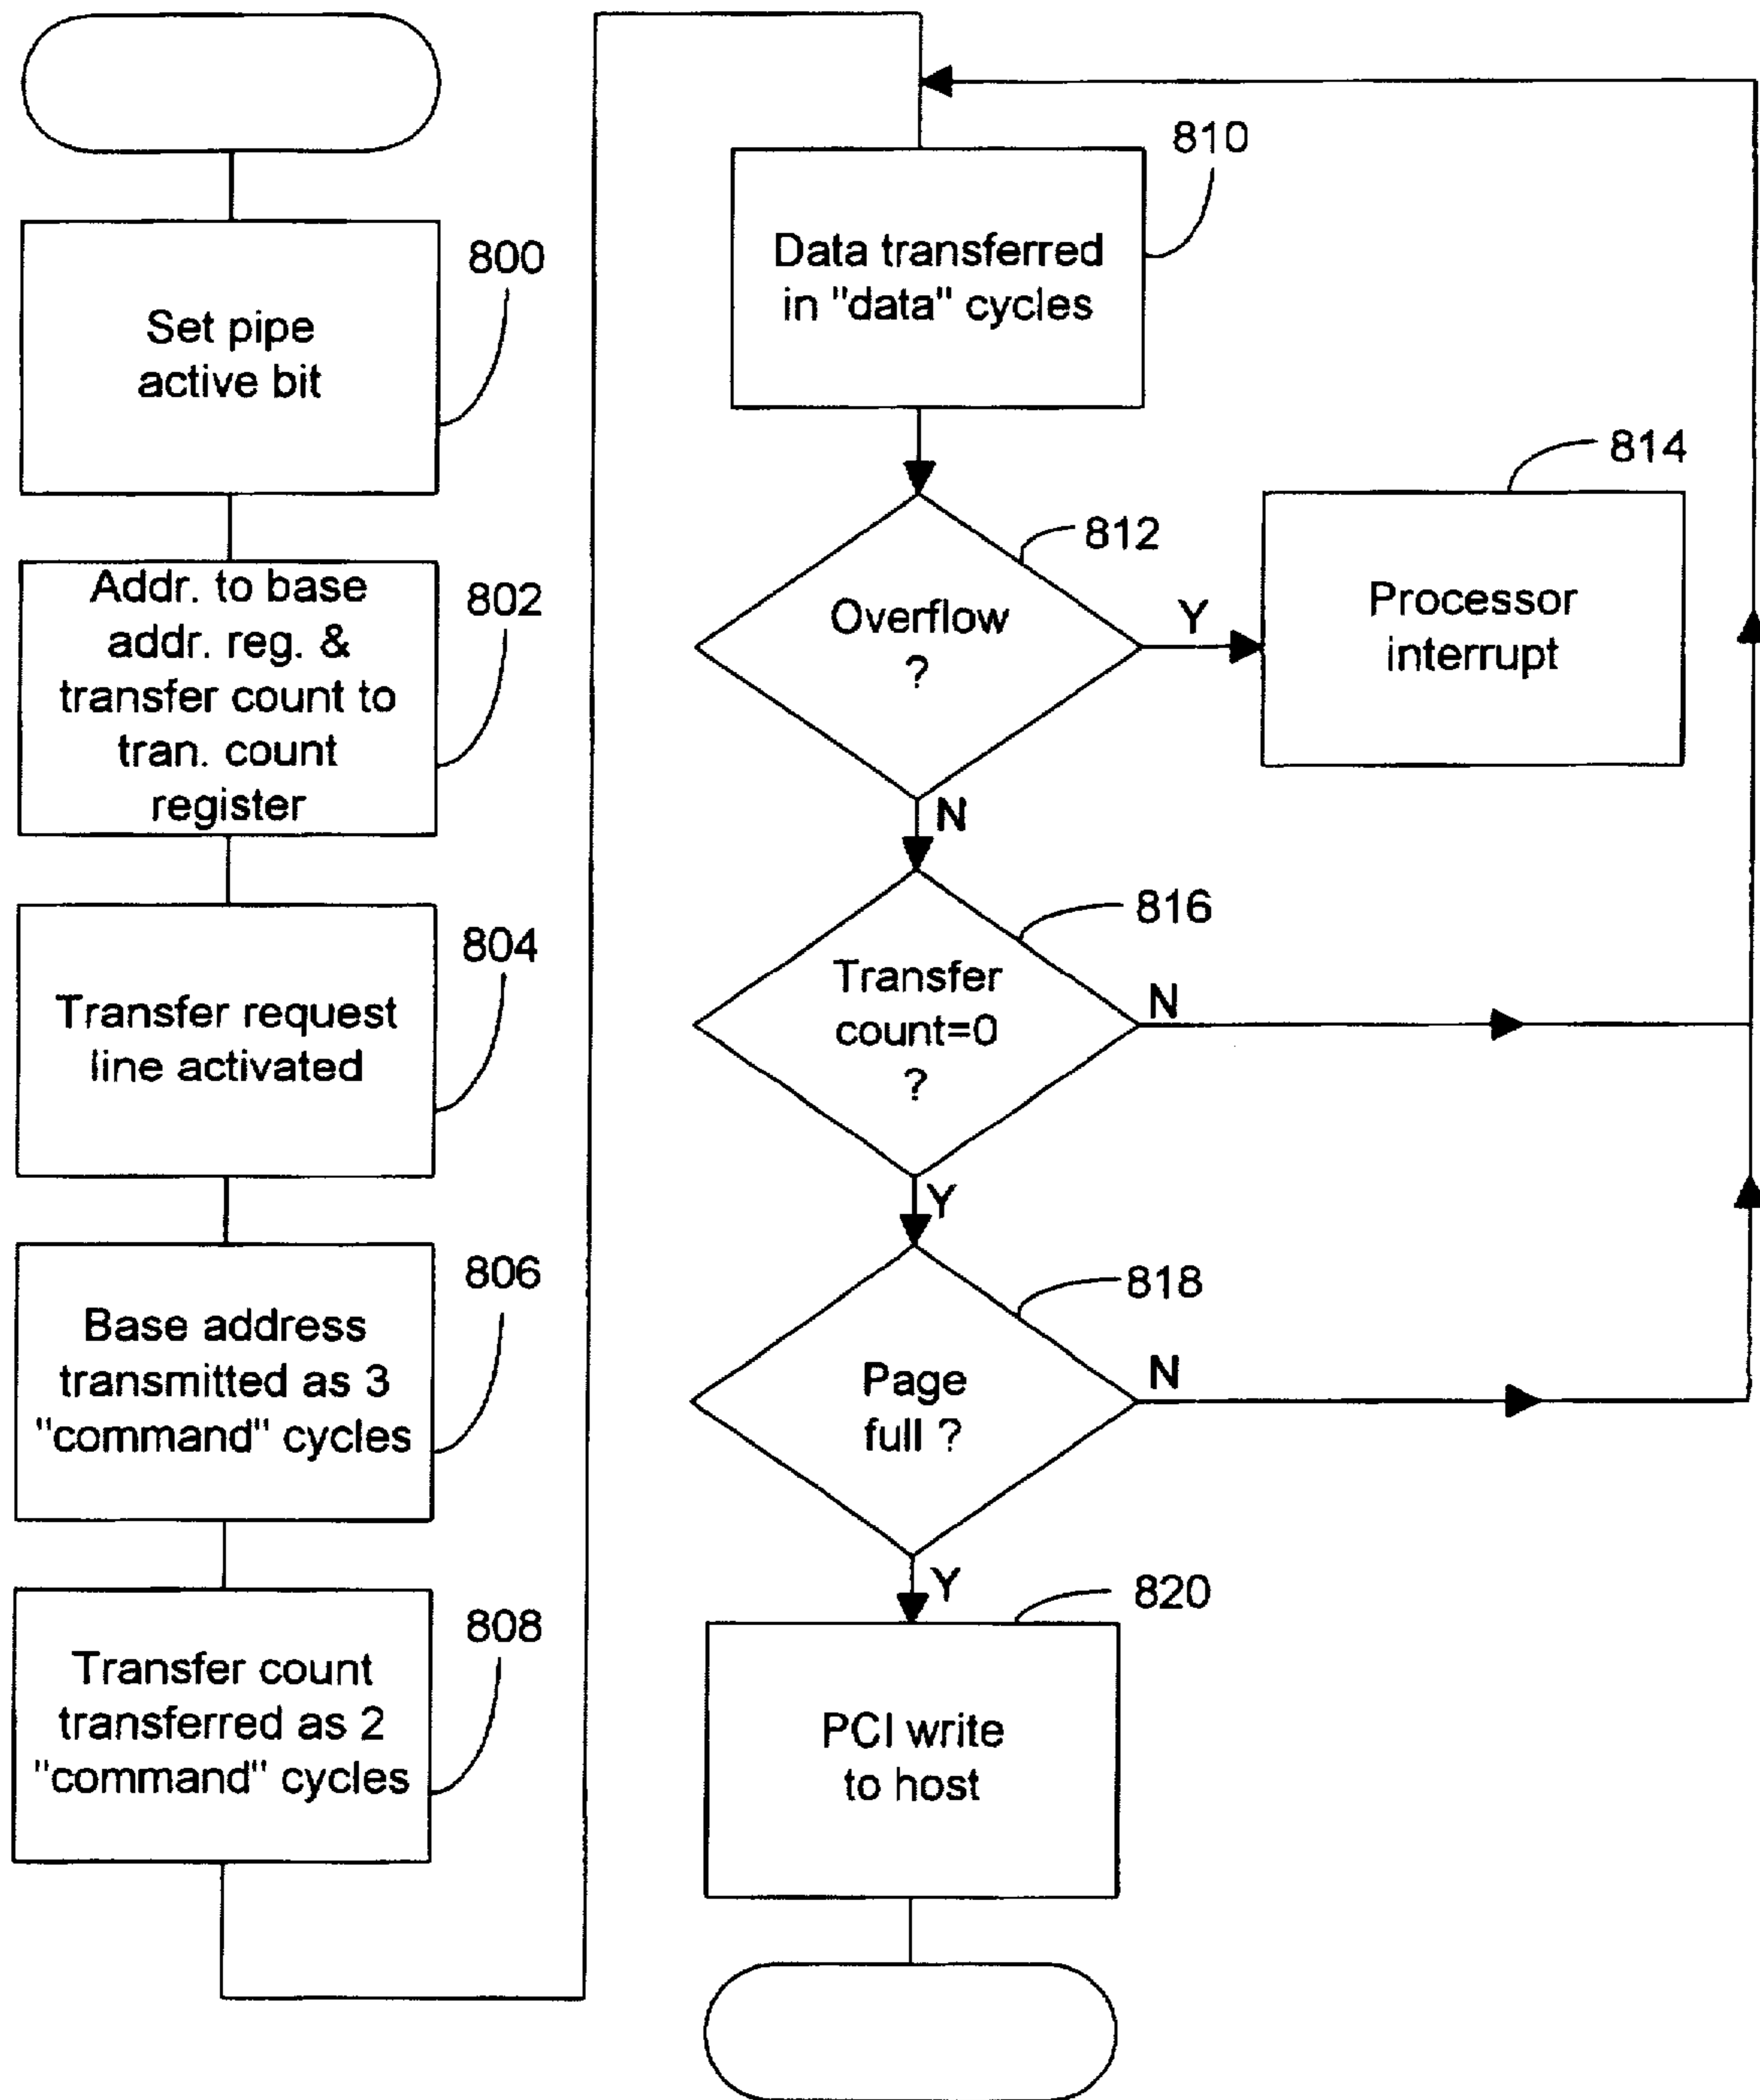 Set pipe
active bit
800
Addr. to base
addr. reg. &
transfer count to
tran. count
register
802
Transfer request
line activated
804
Base address
transmitted as 3
"command" cycles
806
Transfer count
transferred as 2
"command" cycles
808
Data transferred
in "data" cycles
810
Overflow
?
812
Y
N
Processor
interrupt
814
Transfer
count=0
?
816
N
Y
Page
full ?
818
N
Y
PCI write
to host
820